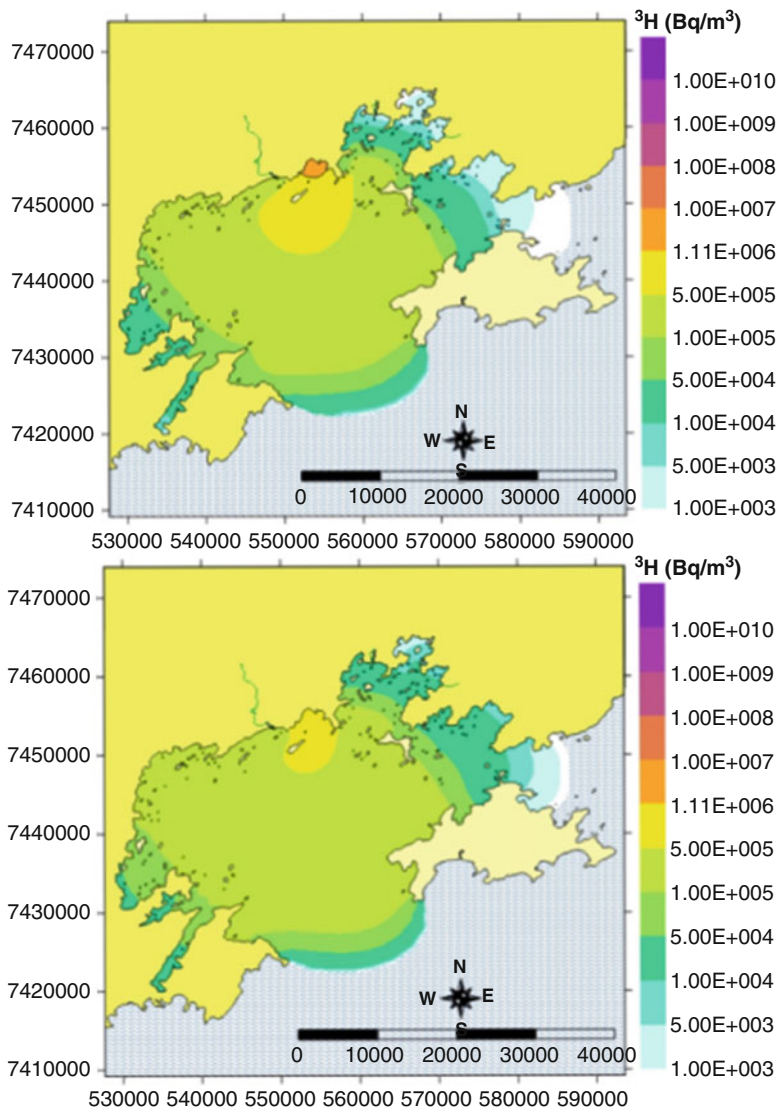 ³H (Bq/m³)
7470000
7460000
7450000
7440000
7430000
7420000
7410000
1.00E+010
1.00E+009
1.00E+008
1.00E+007
1.11E+006
5.00E+005
1.00E+005
5.00E+004
1.00E+004
5.00E+003
1.00E+003
N
W E
S
0 10000 20000 30000 40000
530000 540000 550000 560000 570000 580000 590000
³H (Bq/m³)
7470000
7460000
7450000
7440000
7430000
7420000
7410000
1.00E+010
1.00E+009
1.00E+008
1.00E+007
1.11E+006
5.00E+005
1.00E+005
5.00E+004
1.00E+004
5.00E+003
1.00E+003
N
W E
S
0 10000 20000 30000 40000
530000 540000 550000 560000 570000 580000 590000